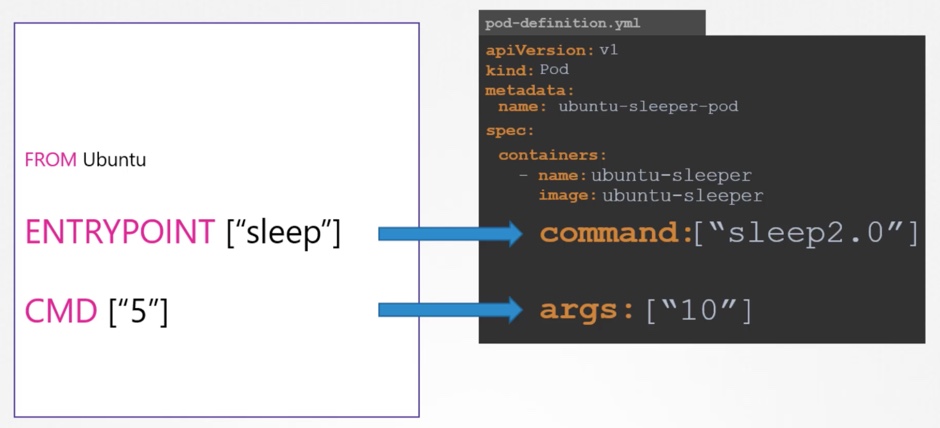 FROM Ubuntu
ENTRYPOINT [“sleep”]
CMD [“5”]
pod-definition.yml
apiVersion: v1
kind: Pod
metadata:
name: ubuntu-sleeper-pod
spec:
containers:
- name: ubuntu-sleeper
image: ubuntu-sleeper
command:[“sleep2.0”]
args: [“10”]